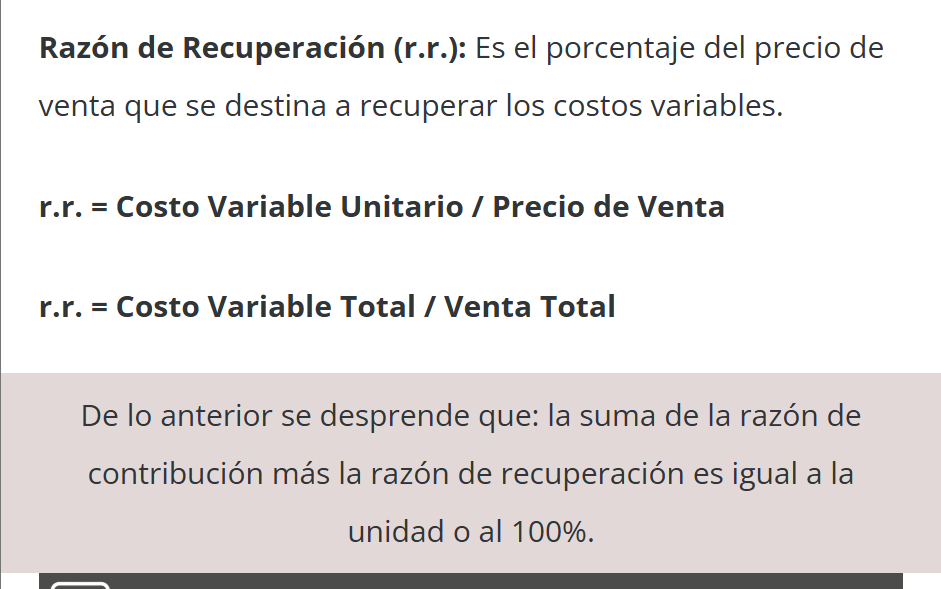 Razón de Recuperación (r.r.): Es el porcentaje del precio de
venta que se destina a recuperar los costos variables.
r.r. = Costo Variable Unitario / Precio de Venta
r.r. = Costo Variable Total / Venta Total
De lo anterior se desprende que: la suma de la razón de
contribución más la razón de recuperación es igual a la
unidad o al 100%.